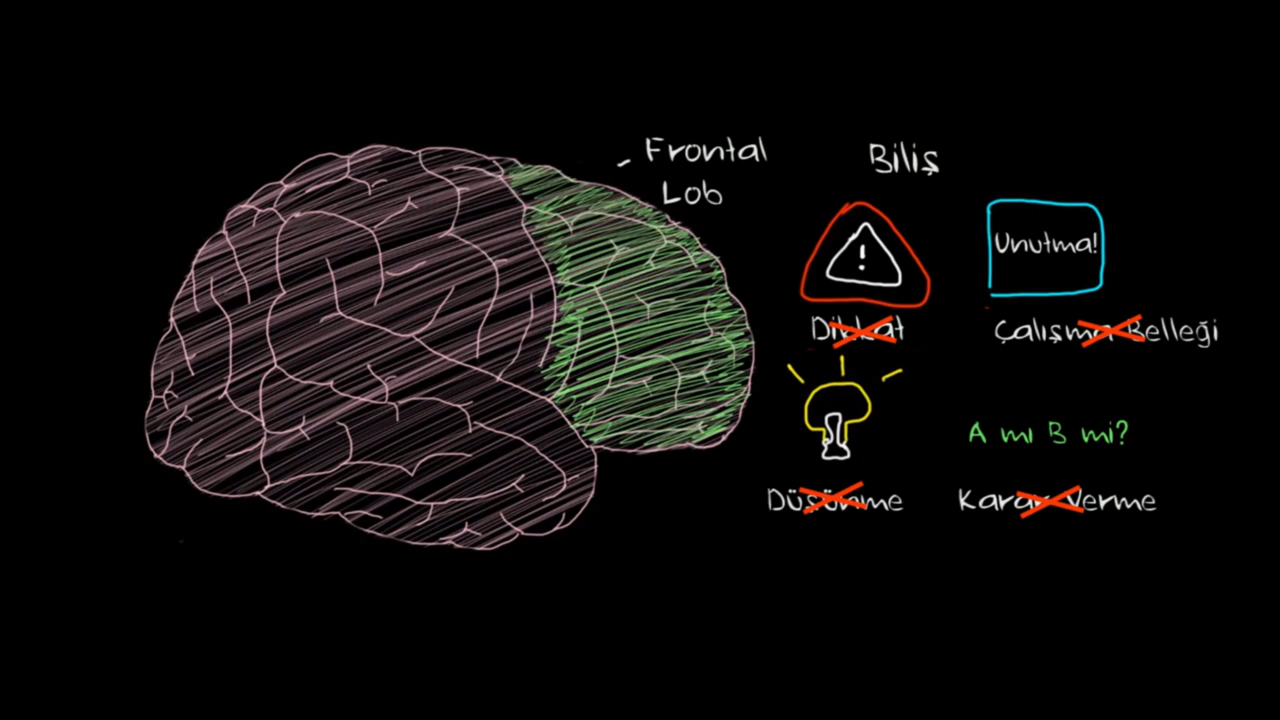 - Frontal
Lob
Biliş
!
Unutma!
Dikkat
Çalışma Belleği
A mı B mi?
Düşünme
Karar Verme